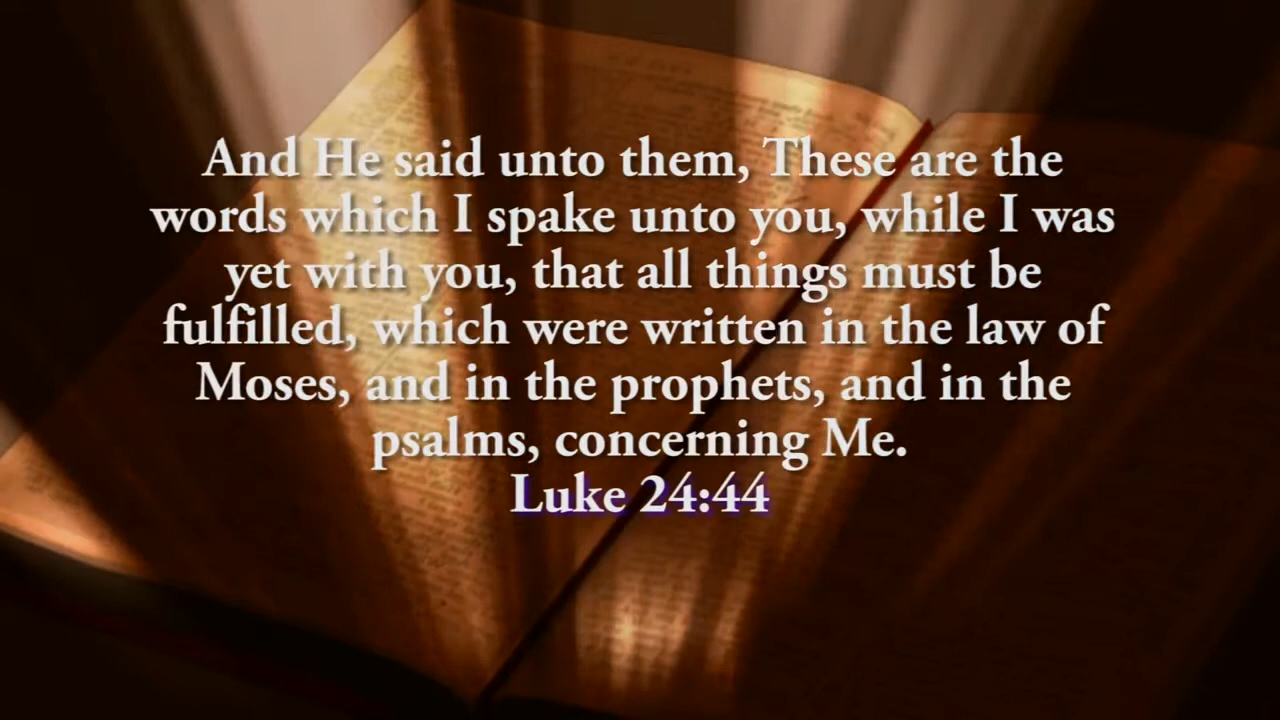 And He said unto them, These are the
words which I spake unto you, while I was
yet with you, that all things must be
fulfilled, which were written in the law of
Moses, and in the prophets, and in the
psalms, concerning Me.
Luke 24:44